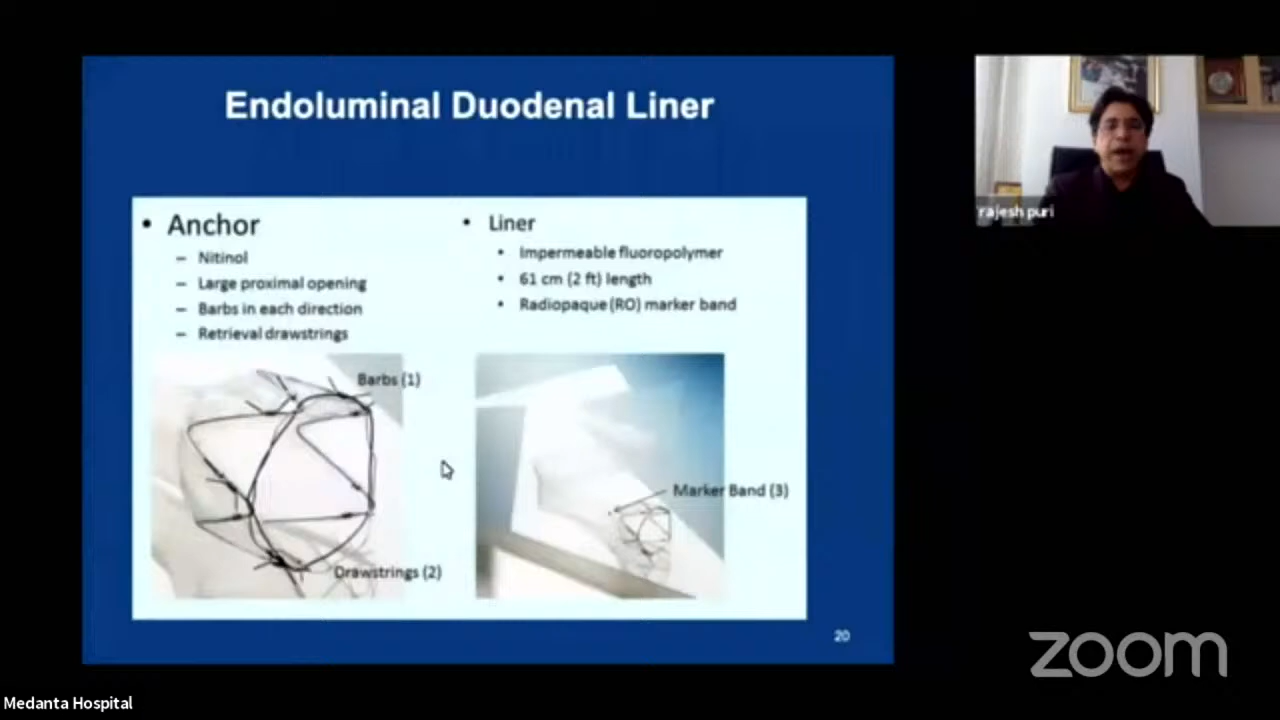 Endoluminal Duodenal Liner
• Anchor
– Nitinol
– Large proximal opening
– Barbs in each direction
– Retrieval drawstrings
Barbs (1)
Drawstrings (2)
• Liner
• Impermeable fluoropolymer
• 61 cm (2 ft) length
• Radiopaque (RO) marker band
Marker Band (3)
20
rajesh puri
zoom
Medanta Hospital